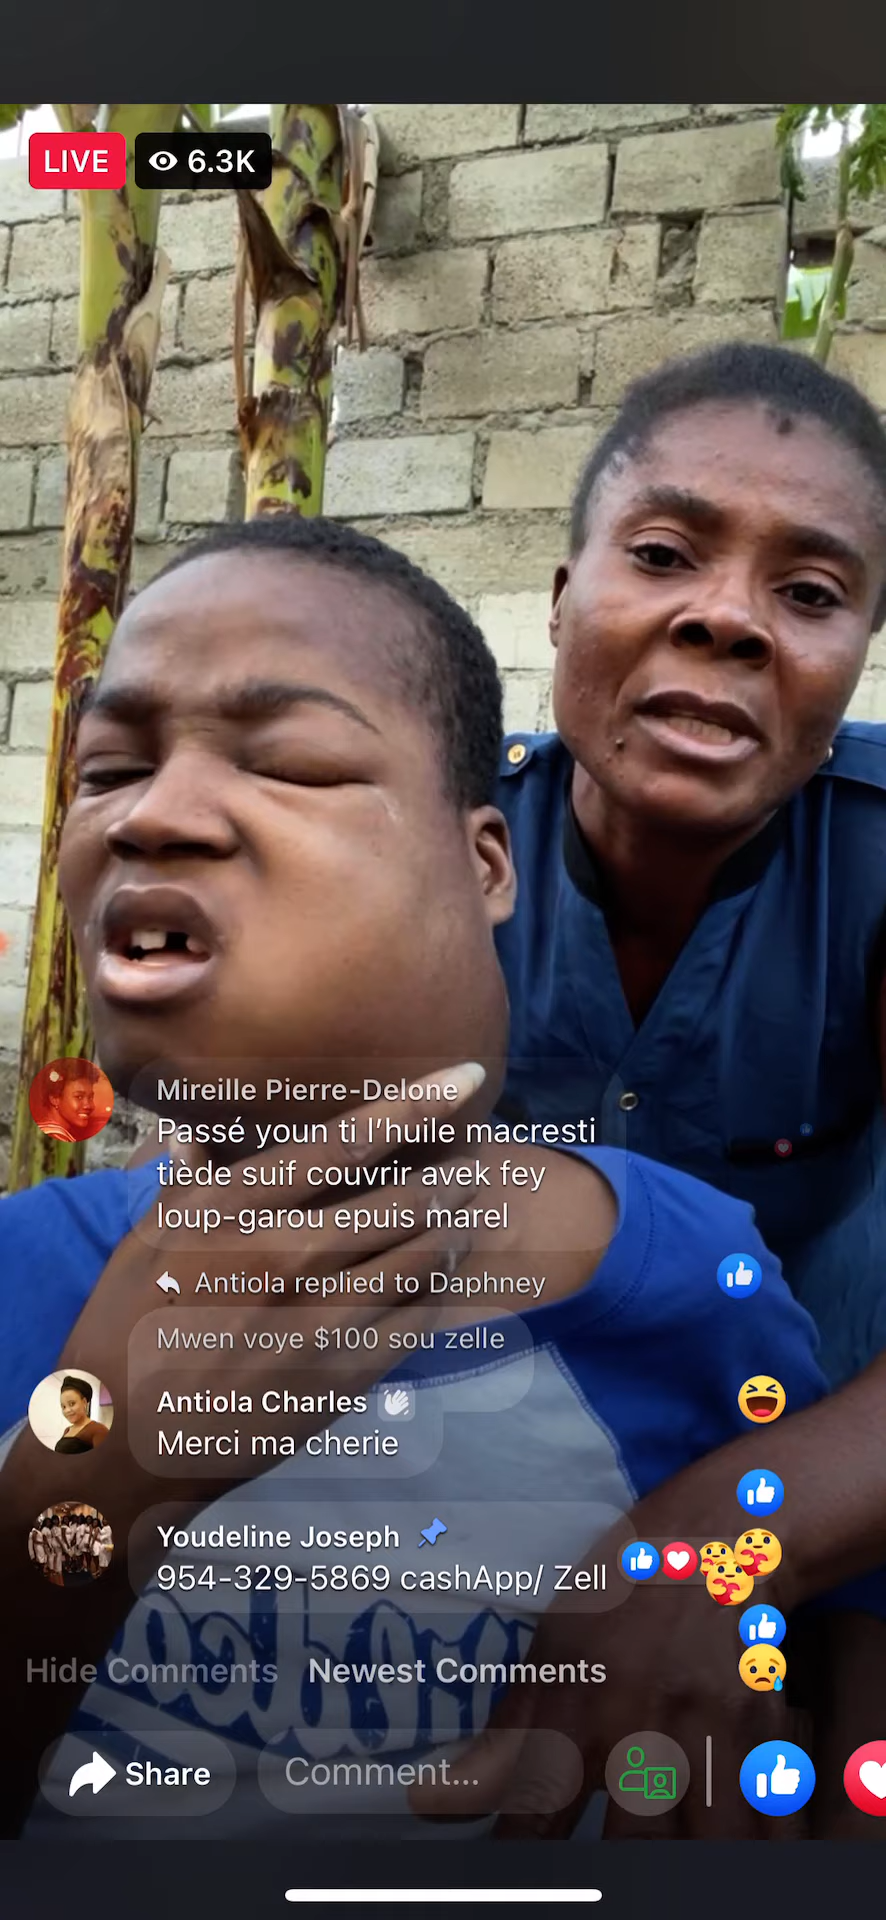 LIVE 6.3K
Mireille Pierre-Delone
Passé youn ti l’huile macresti
tiède suif couvrir avek fey
loup-garou epuis marel
Antiola replied to Daphney
Mwen voye $100 sou zelle
Antiola Charles
Merci ma cherie
Youdeline Joseph
954-329-5869 cashApp/ Zell
Hide Comments Newest Comments
Share Comment...